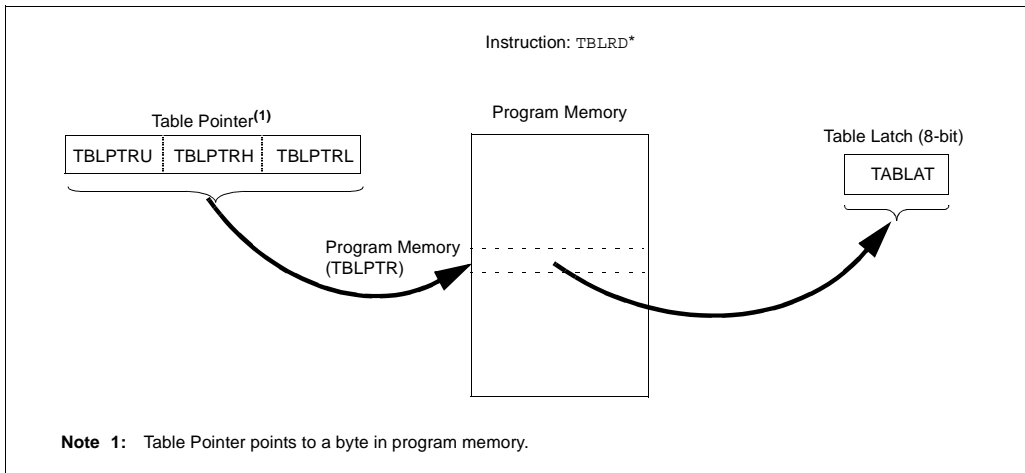 Instruction: TBLRD*
Table Pointer(1)
Program Memory
Table Latch (8-bit)
TBLPTRU TBLPTRH TBLPTRL
TABLAT
Program Memory
(TBLPTR)
Note 1: Table Pointer points to a byte in program memory.